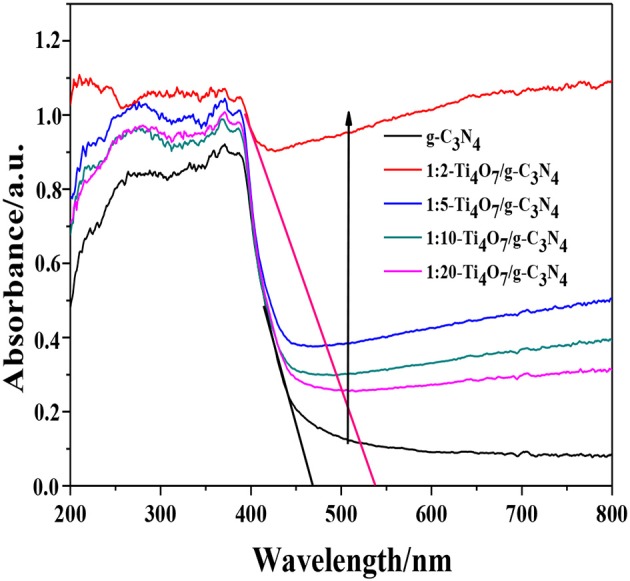 1.2
1.0
0.8
0.6
0.4
0.2
0.0
Absorbance/a.u.
g-C₃N₄
1:2-Ti₄O₇/g-C₃N₄
1:5-Ti₄O₇/g-C₃N₄
1:10-Ti₄O₇/g-C₃N₄
1:20-Ti₄O₇/g-C₃N₄
200 300 400 500 600 700 800
Wavelength/nm